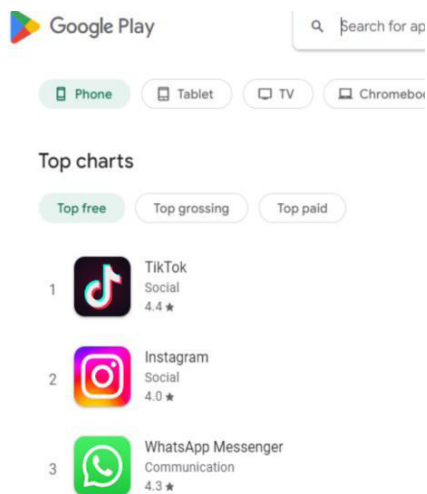 Google Play
Search for ap
Phone Tablet TV Chromeboo
Top charts
Top free Top grossing Top paid
1 TikTok
Social
4.4 ★
2 Instagram
Social
4.0 ★
3 WhatsApp Messenger
Communication
4.3 ★